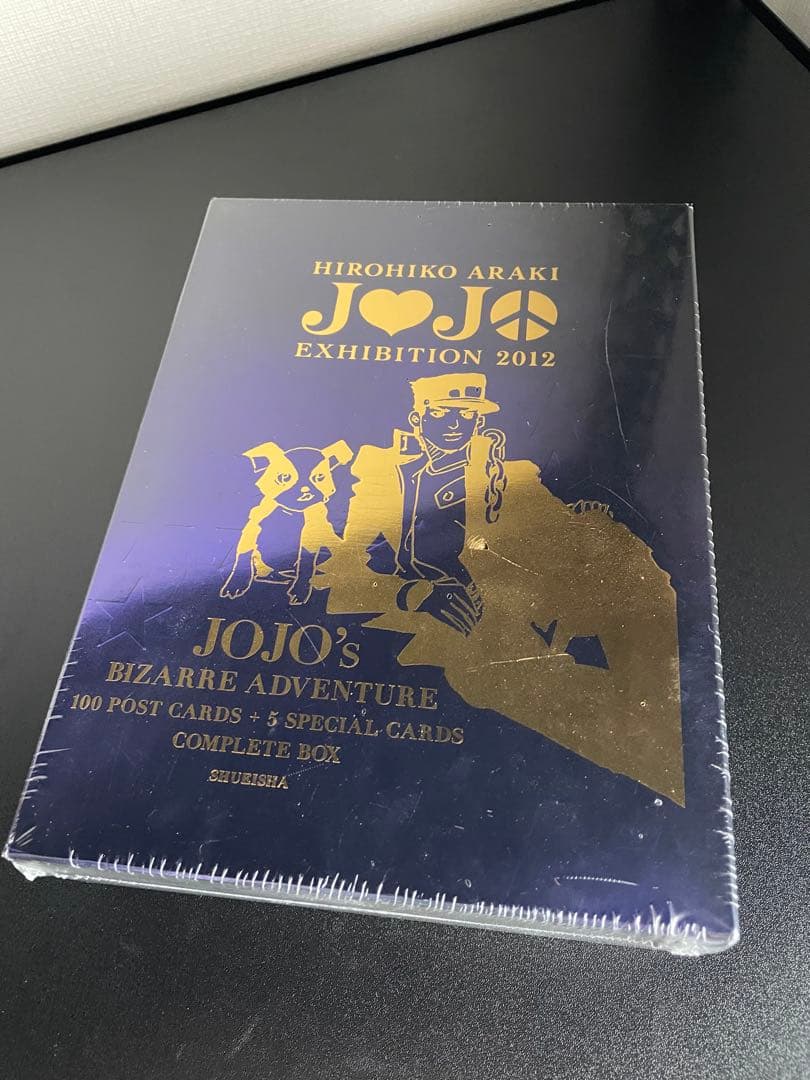 HIROHIKO ARAKI
JOJO
EXHIBITION 2012
JOJO's
BIZARRE ADVENTURE
100 POST CARDS + 5 SPECIAL CARDS
COMPLETE BOX
SHUEISHA